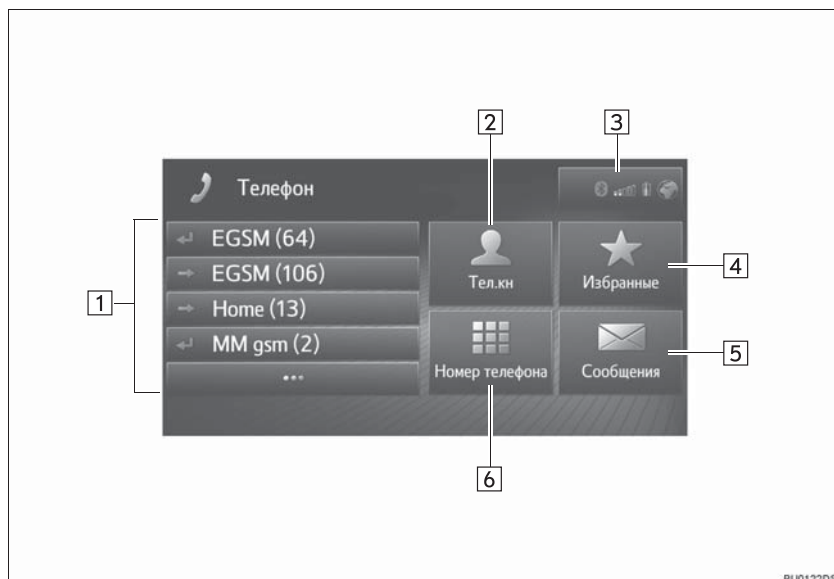 2
3
Телефон
1
EGSM (64)
EGSM (106)
Home (13)
MM gsm (2)
...
Тел.кн
Избранные
4
Номер телефона
Сообщения
5
6